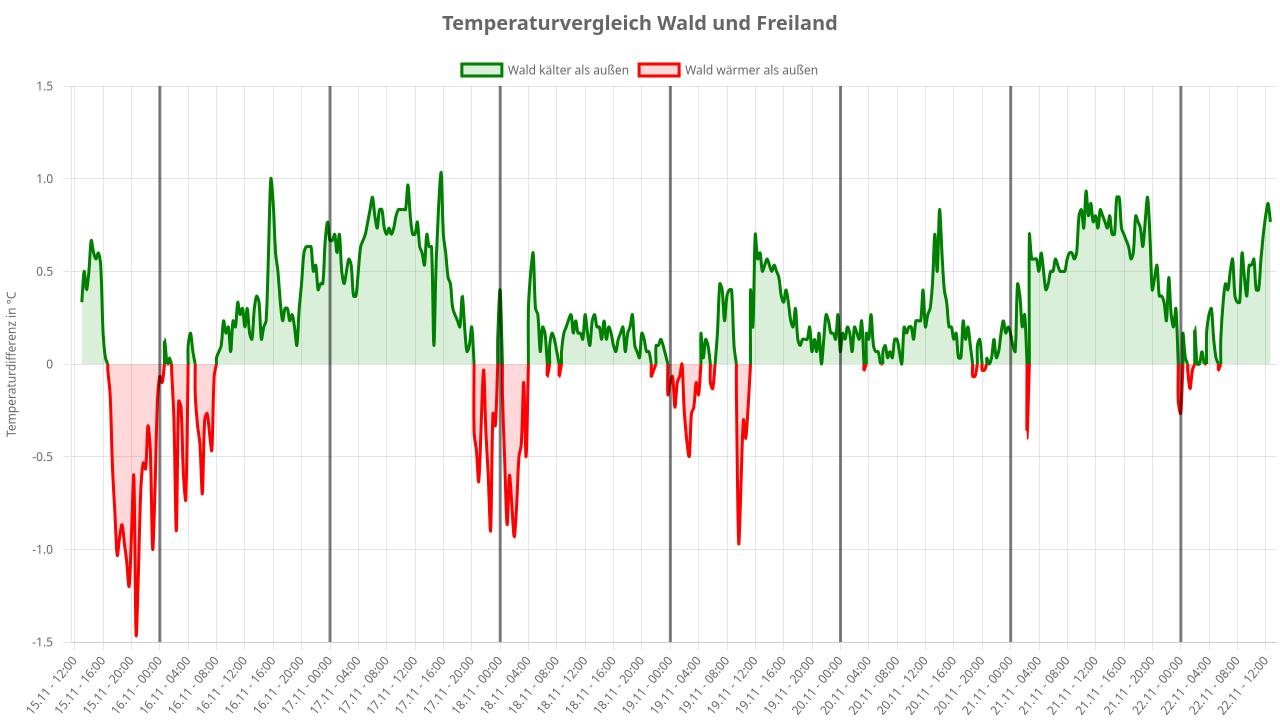 Temperaturvergleich Wald und Freiland
Wald kälter als außen
Wald wärmer als außen
Temperaturdifferenz in °C
1.5
1.0
0.5
0
-0.5
-1.0
-1.5
15.11 - 12:00
15.11 - 16:00
15.11 - 20:00
16.11 - 00:00
16.11 - 04:00
16.11 - 08:00
16.11 - 12:00
16.11 - 16:00
16.11 - 20:00
17.11 - 00:00
17.11 - 04:00
17.11 - 08:00
17.11 - 12:00
17.11 - 16:00
17.11 - 20:00
18.11 - 00:00
18.11 - 04:00
18.11 - 08:00
18.11 - 12:00
18.11 - 16:00
18.11 - 20:00
19.11 - 00:00
19.11 - 04:00
19.11 - 08:00
19.11 - 12:00
19.11 - 16:00
19.11 - 20:00
20.11 - 00:00
20.11 - 04:00
20.11 - 08:00
20.11 - 12:00
20.11 - 16:00
20.11 - 20:00
21.11 - 00:00
21.11 - 04:00
21.11 - 08:00
21.11 - 12:00
21.11 - 16:00
21.11 - 20:00
22.11 - 00:00
22.11 - 04:00
22.11 - 08:00
22.11 - 12:00